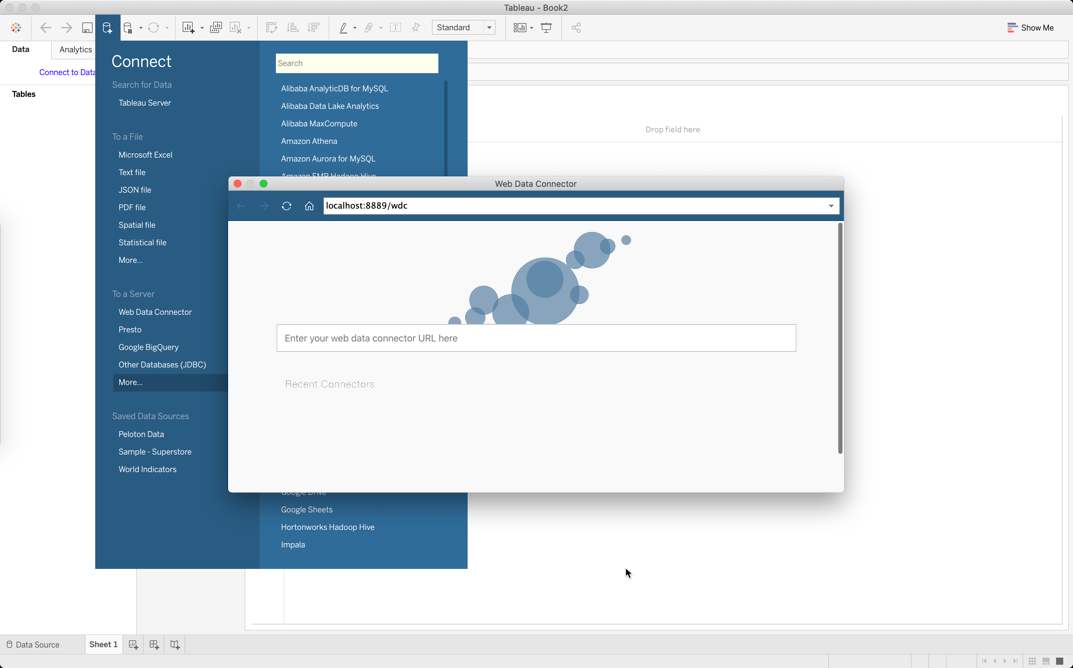 Tableau - Book2
Standard
Show Me
Data
Analytics
Connect to Data
Tables
Connect
Search for Data
Tableau Server
To a File
Microsoft Excel
Text file
JSON file
PDF file
Spatial file
Statistical file
More...
To a Server
Web Data Connector
Presto
Google BigQuery
Other Databases (JDBC)
More...
Saved Data Sources
Peloton Data
Sample - Superstore
World Indicators
Search
Alibaba AnalyticDB for MySQL
Alibaba Data Lake Analytics
Alibaba MaxCompute
Amazon Athena
Amazon Aurora for MySQL
Amazon EMR Hadoop Hive
Drop field here
Web Data Connector
localhost:8889/wdc
Enter your web data connector URL here
Recent Connectors
Google Drive
Google Sheets
Hortonworks Hadoop Hive
Impala
Data Source
Sheet 1